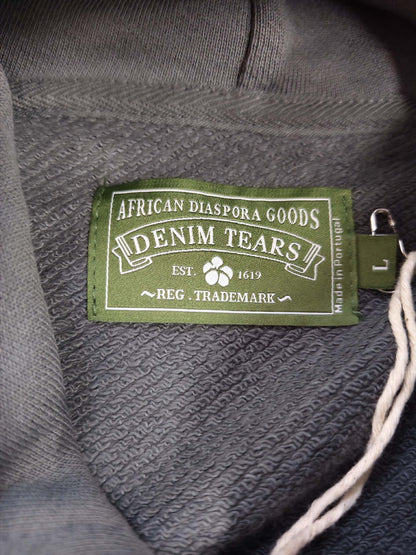 AFRICAN DIASPORA GOODS
DENIM TEARS
EST. 1619
~REG . TRADEMARK~
Made in Portugal
L